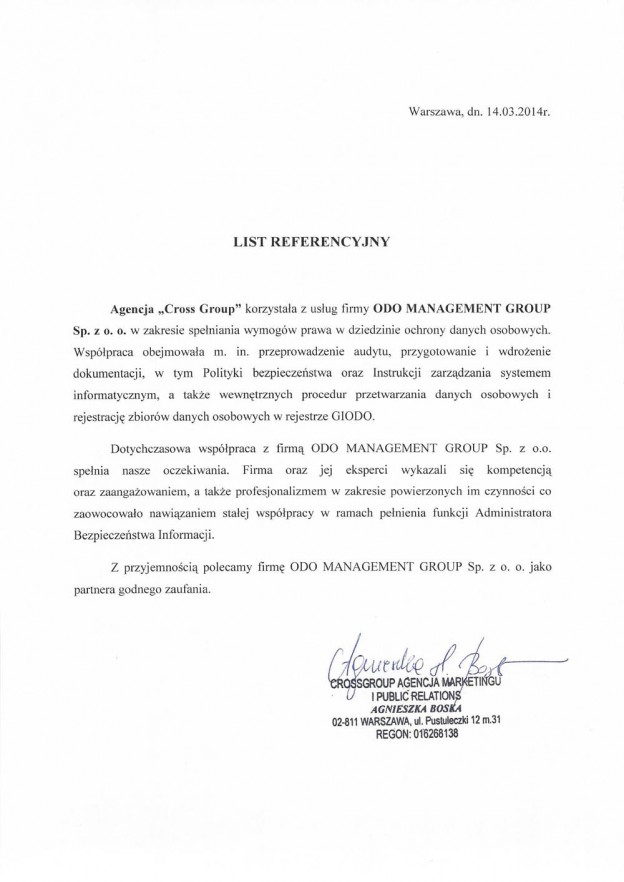 Warszawa, dn. 14.03.2014r.
LIST REFERENCYJNY
Agencja „Cross Group” korzystała z usług firmy ODO MANAGEMENT GROUP
Sp. z o. o. w zakresie spełniania wymogów prawa w dziedzinie ochrony danych osobowych.
Współpraca obejmowała m. in. przeprowadzenie audytu, przygotowanie i wdrożenie
dokumentacji, w tym Polityki bezpieczeństwa oraz Instrukcji zarządzania systemem
informatycznym, a także wewnętrznych procedur przetwarzania danych osobowych i
rejestrację zbiorów danych osobowych w rejestrze GIODO.
Dotychczasowa współpraca z firmą ODO MANAGEMENT GROUP Sp. z o.o.
spełnia nasze oczekiwania. Firma oraz jej eksperci wykazali się kompetencją
oraz zaangażowaniem, a także profesjonalizmem w zakresie powierzonych im czynności co
zaowocowało nawiązaniem stałej współpracy w ramach pełnienia funkcji Administratora
Bezpieczeństwa Informacji.
Z przyjemnością polecamy firmę ODO MANAGEMENT GROUP Sp. z o. o. jako
partnera godnego zaufania.
Agnieszka H. Boska
CROSSGROUP AGENCJA MARKETINGU
I PUBLIC RELATIONS
AGNIESZKA BOSKA
02-811 WARSZAWA, ul. Pustułeczki 12 m.31
REGON: 016268138